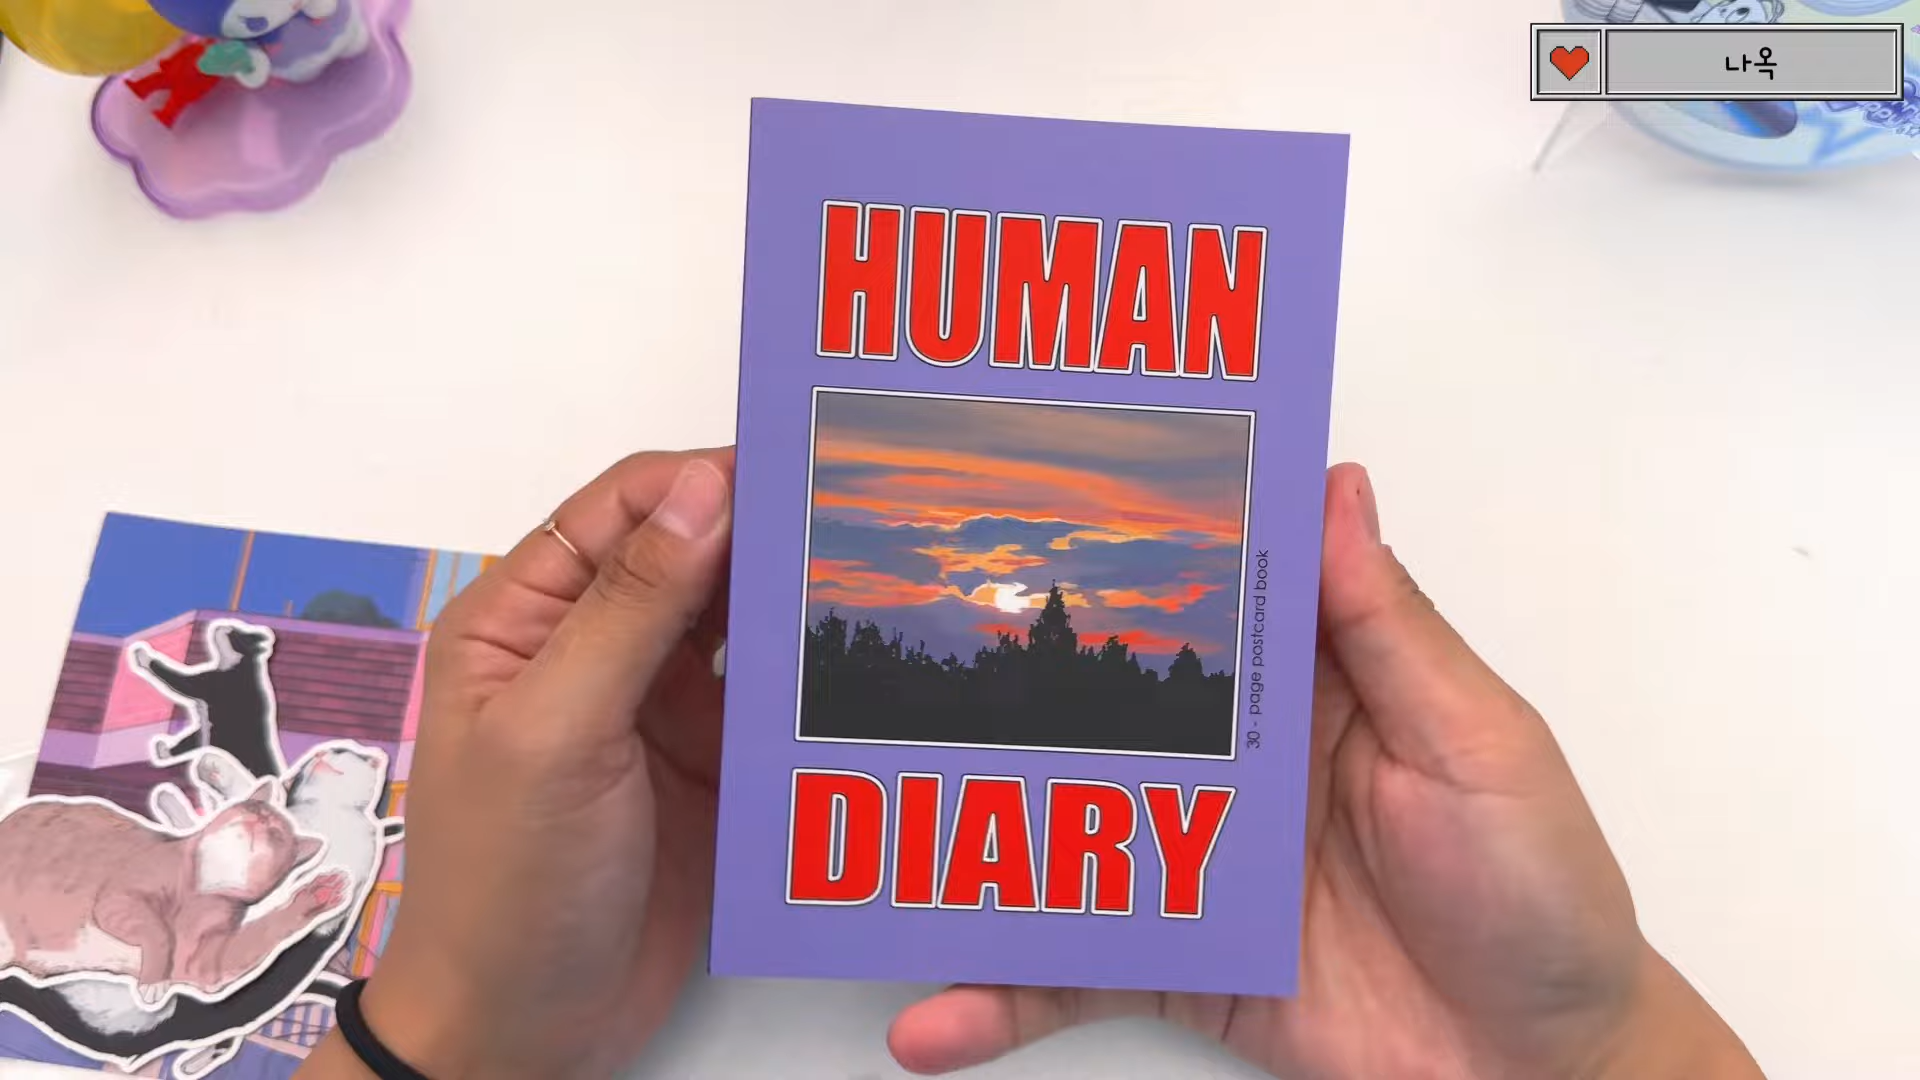 나옥
HUMAN
30 - page postcard book
DIARY